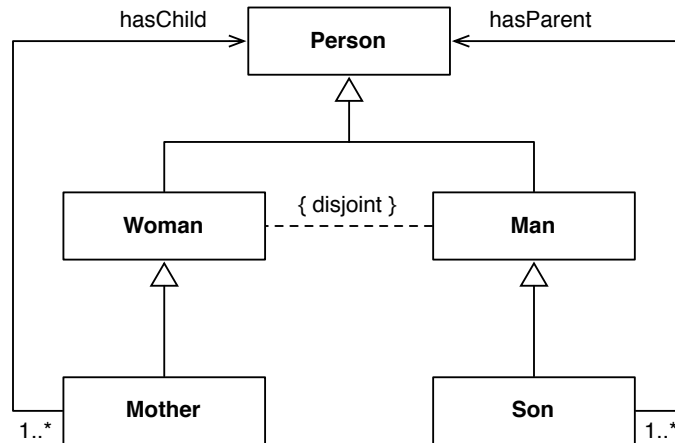 hasChild
hasParent
Person
{ disjoint }
Woman
Man
Mother
Son
1..*
1..*